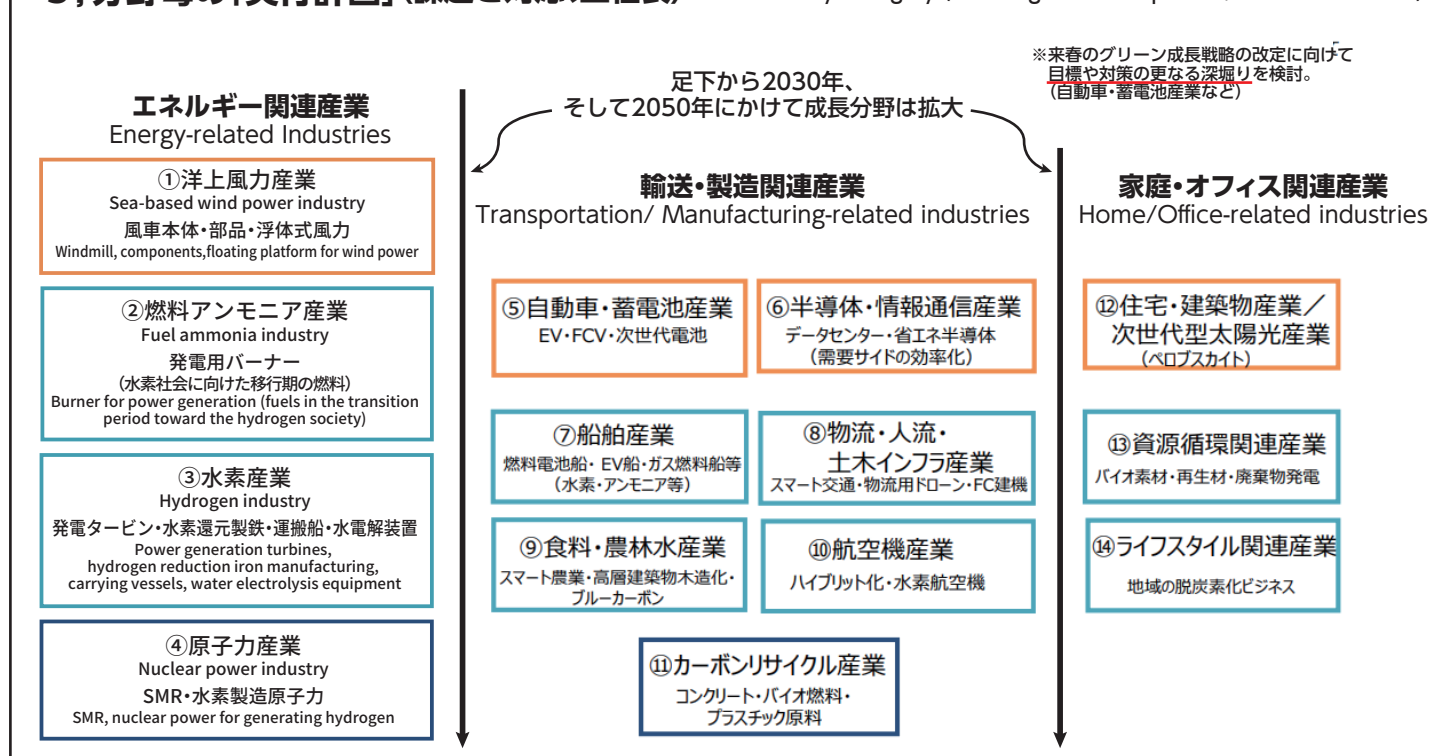 足下から2030年、
そして2050年にかけて成長分野は拡大
※来春のグリーン成長戦略の改定に向けて
目標や対策の更なる深堀りを検討。
(自動車・蓄電池産業など)
エネルギー関連産業
Energy-related Industries
①洋上風力産業
Sea-based wind power industry
風車本体・部品・浮体式風力
Windmill, components,floating platform for wind power
②燃料アンモニア産業
Fuel ammonia industry
発電用バーナー
(水素社会に向けた移行期の燃料)
Burner for power generation (fuels in the transition
period toward the hydrogen society)
③水素産業
Hydrogen industry
発電タービン・水素還元製鉄・運搬船・水電解装置
Power generation turbines,
hydrogen reduction iron manufacturing,
carrying vessels, water electrolysis equipment
④原子力産業
Nuclear power industry
SMR・水素製造原子力
SMR, nuclear power for generating hydrogen
輸送・製造関連産業
Transportation/ Manufacturing-related industries
⑤自動車・蓄電池産業
EV・FCV・次世代電池
⑥半導体・情報通信産業
データセンター・省エネ半導体
(需要サイドの効率化)
⑦船舶産業
燃料電池船・EV船・ガス燃料船等
(水素・アンモニア等)
⑧物流・人流・
土木インフラ産業
スマート交通・物流用ドローン・FC建機
⑨食料・農林水産業
スマート農業・高層建築物木造化・
ブルーカーボン
⑩航空機産業
ハイブリット化・水素航空機
⑪カーボンリサイクル産業
コンクリート・バイオ燃料・
プラスチック原料
家庭・オフィス関連産業
Home/Office-related industries
⑫住宅・建築物産業／
次世代型太陽光産業
(ペロブスカイト)
⑬資源循環関連産業
バイオ素材・再生材・廃棄物発電
⑭ライフスタイル関連産業
地域の脱炭素化ビジネス